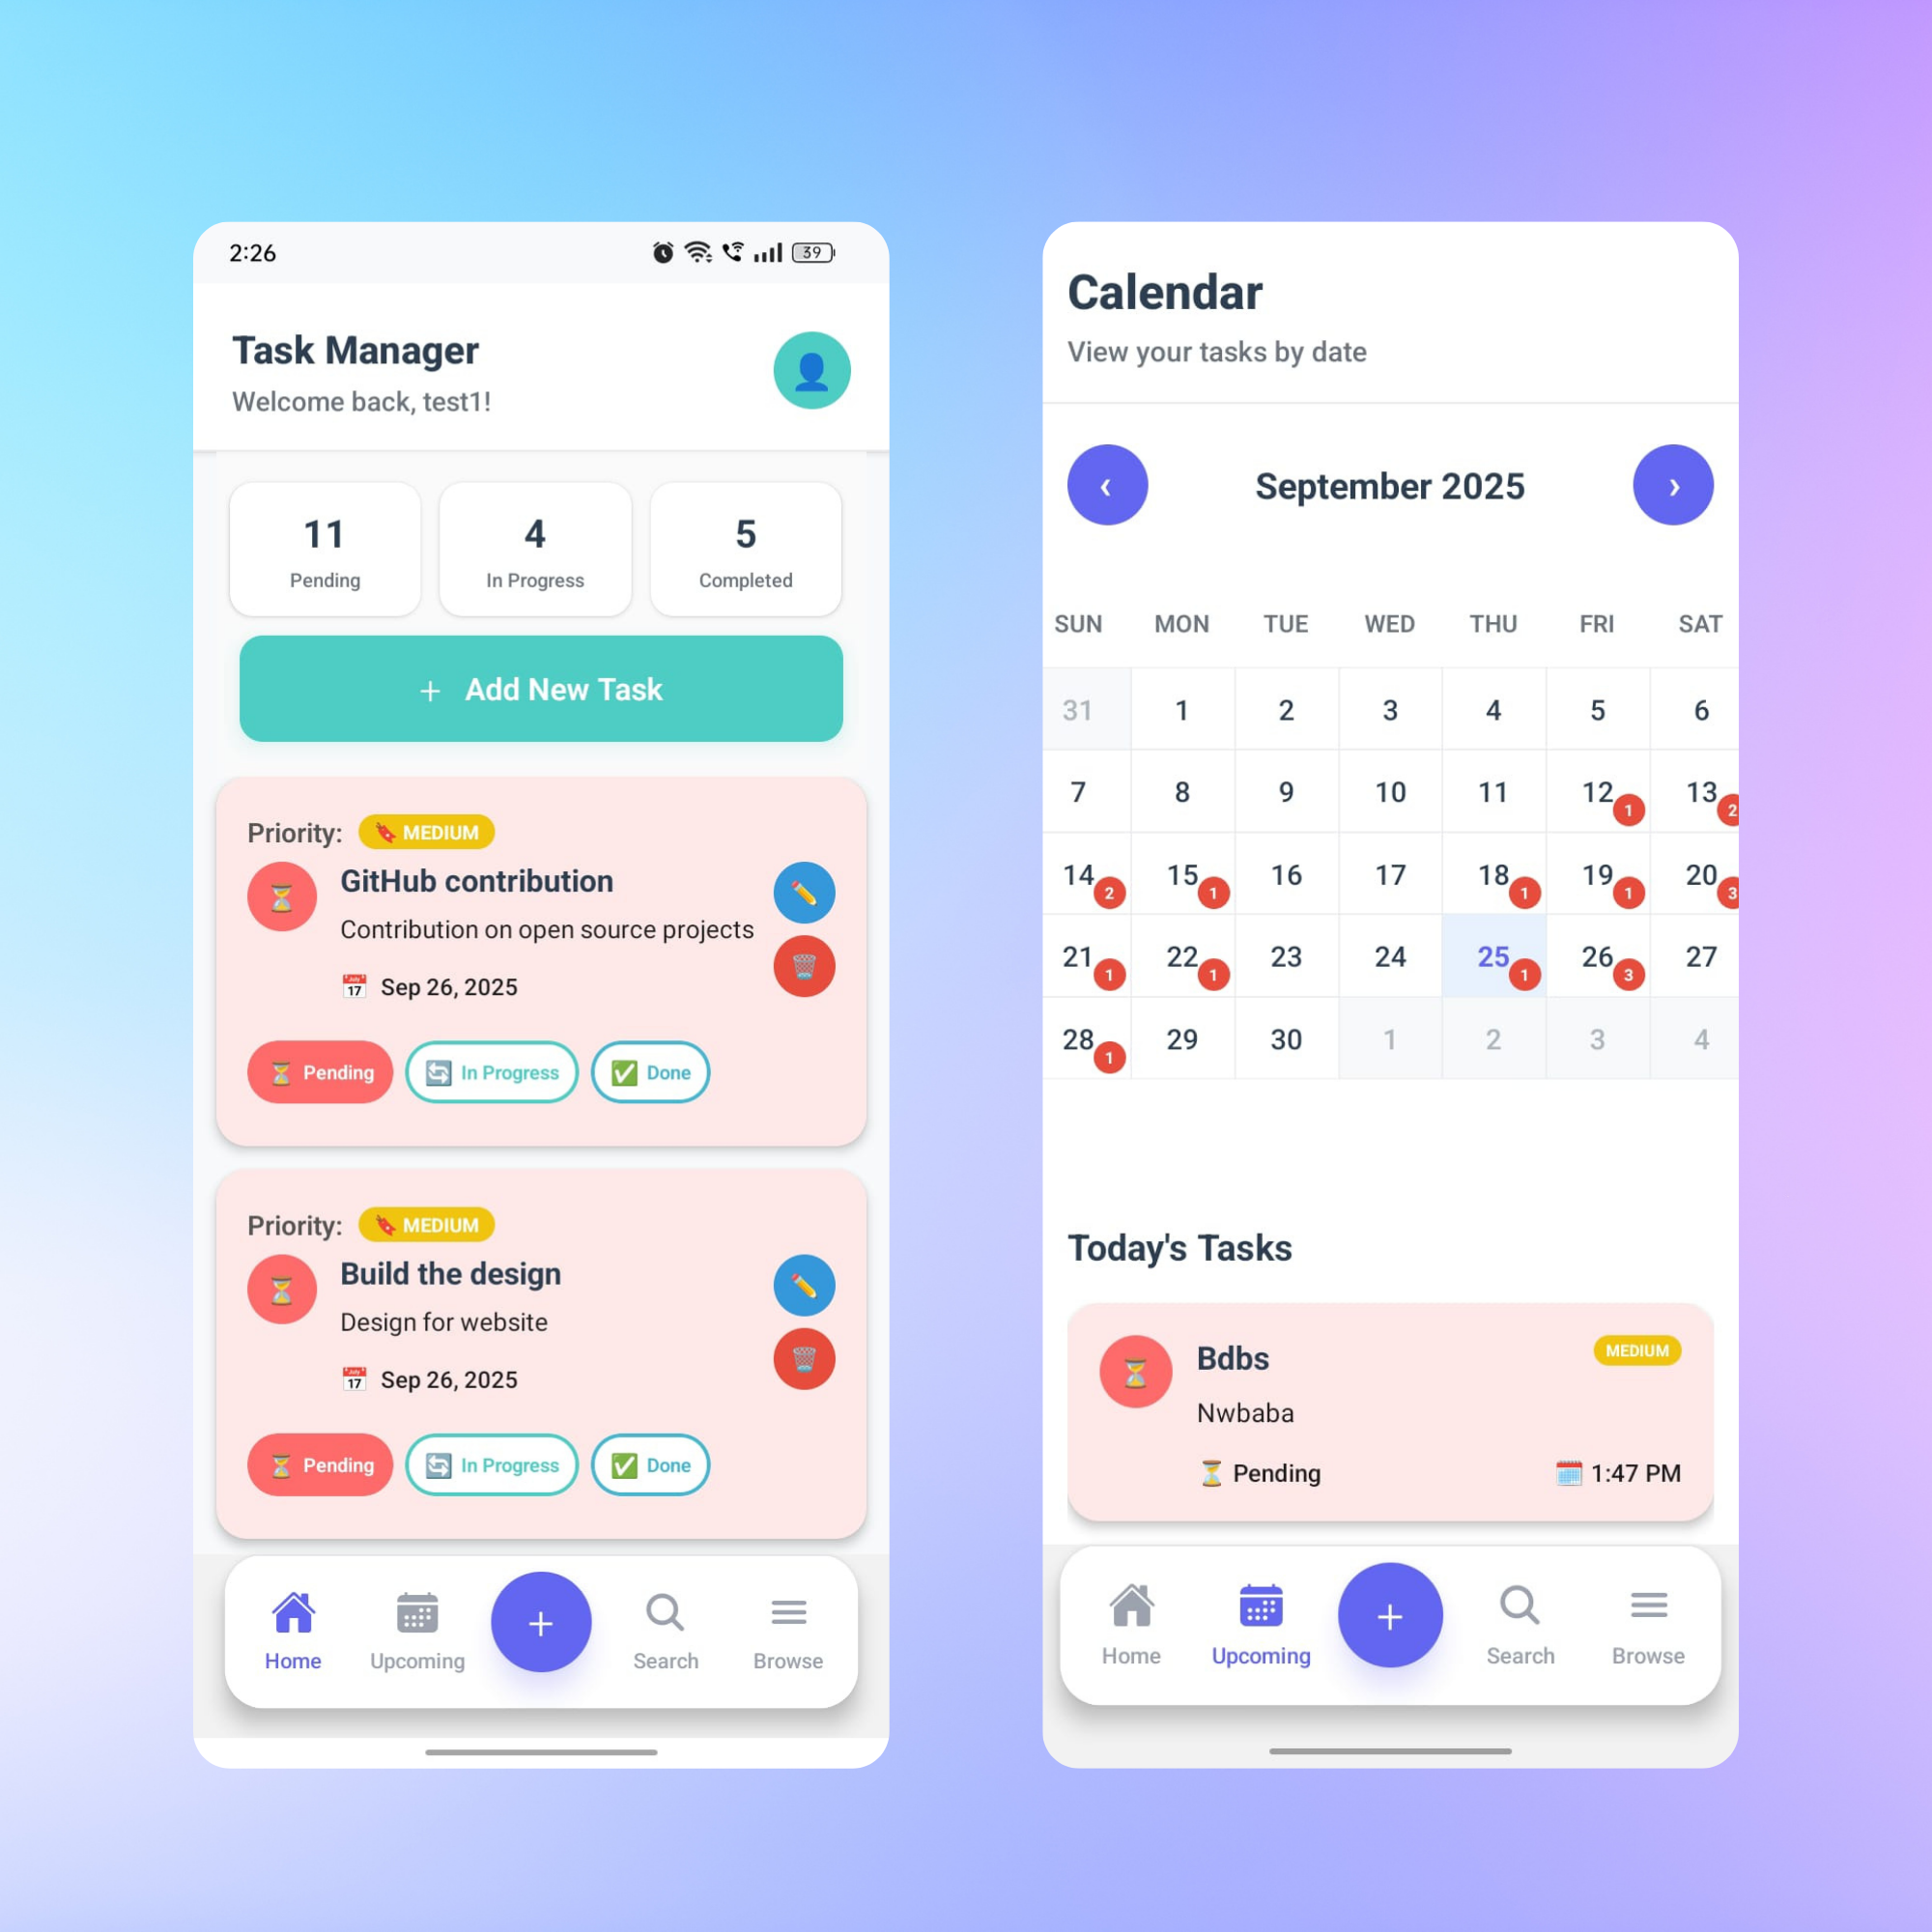 2:26
39
Task Manager
Welcome back, test1!
11
Pending
4
In Progress
5
Completed
+ Add New Task
Priority: MEDIUM
GitHub contribution
Contribution on open source projects
Sep 26, 2025
Pending
In Progress
Done
Priority: MEDIUM
Build the design
Design for website
Sep 26, 2025
Pending
In Progress
Done
Home
Upcoming
+
Search
Browse
Calendar
View your tasks by date
‹ September 2025 ›
SUN MON TUE WED THU FRI SAT
31 1 2 3 4 5 6
7 8 9 10 11 12 1 13 2
14 2 15 1 16 17 18 1 19 1 20 3
21 1 22 1 23 24 25 1 26 3 27
28 1 29 30 1 2 3 4
Today's Tasks
Bdbs MEDIUM
Nwbaba
Pending 1:47 PM
Home
Upcoming
+
Search
Browse